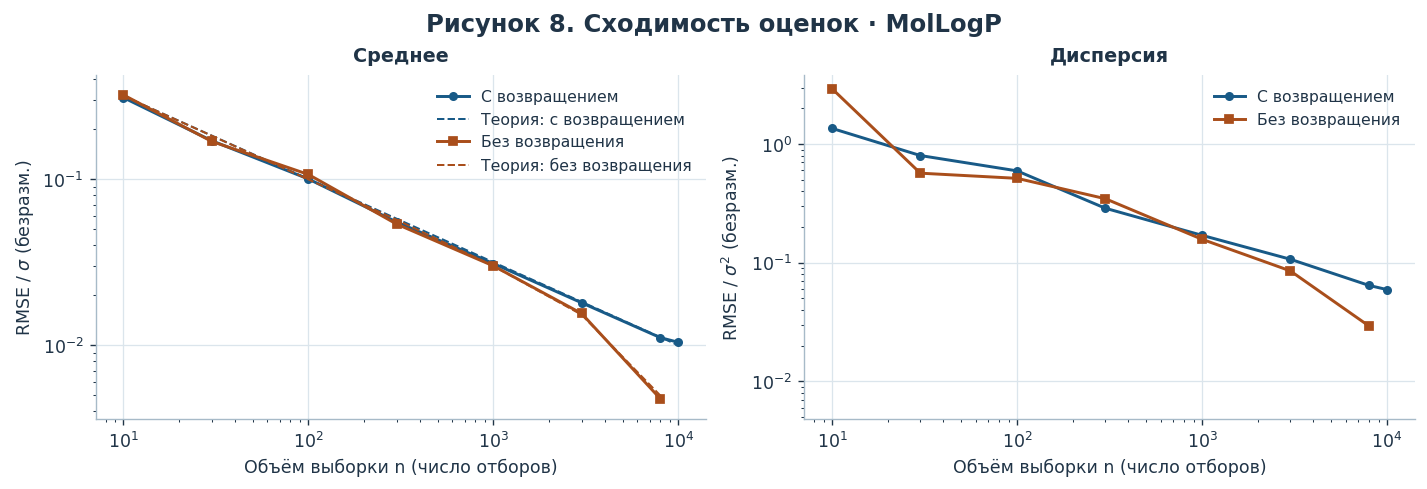 Рисунок 8. Сходимость оценок · MolLogP
Среднее
RMSE / σ (безразм.)
10⁻¹
10⁻²
10¹
10²
10³
10⁴
Объём выборки n (число отборов)
С возвращением
Теория: с возвращением
Без возвращения
Теория: без возвращения
Дисперсия
RMSE / σ² (безразм.)
10⁰
10⁻¹
10⁻²
10¹
10²
10³
10⁴
Объём выборки n (число отборов)
С возвращением
Без возвращения